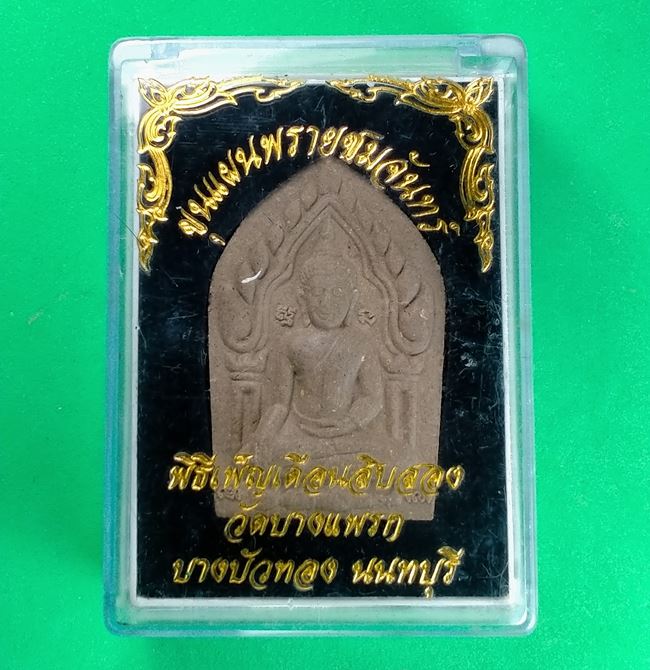 ขุนแผนพรายชมจันทร์
พิธีเพ็ญเดือนสิบสอง
วัดบางแพรก
บางบัวทอง นนทบุรี